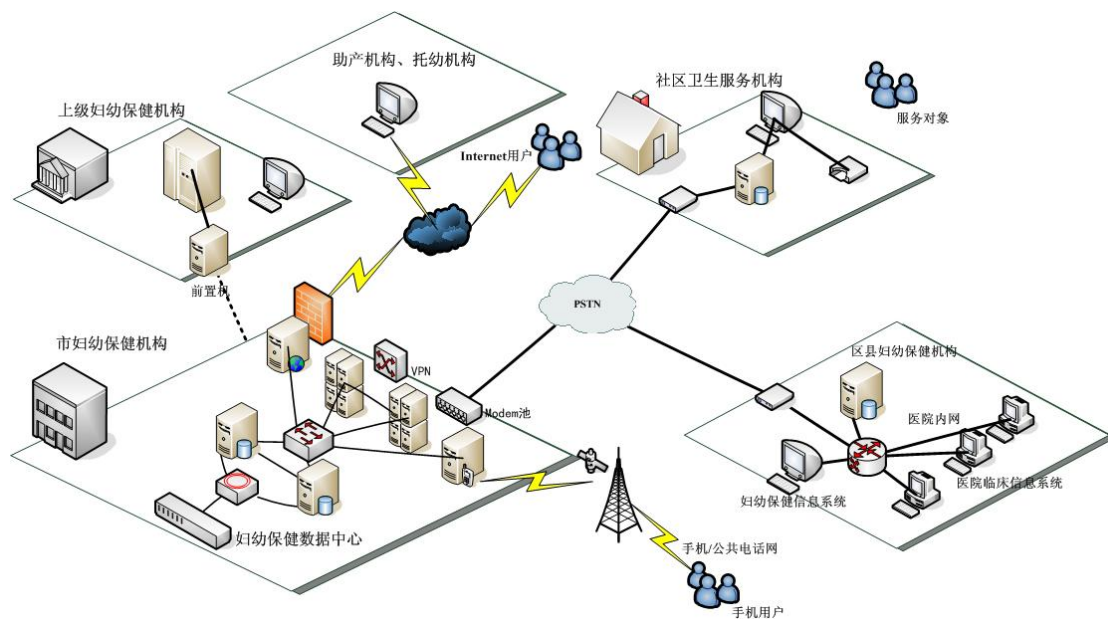 助产机构、托幼机构
社区卫生服务机构
上级妇幼保健机构
服务对象
Internet用户
前置机
PSTN
市妇幼保健机构
区县妇幼保健机构
VPN
Modem池
医院内网
医院临床信息系统
妇幼保健信息系统
妇幼保健数据中心
手机/公共电话网
手机用户